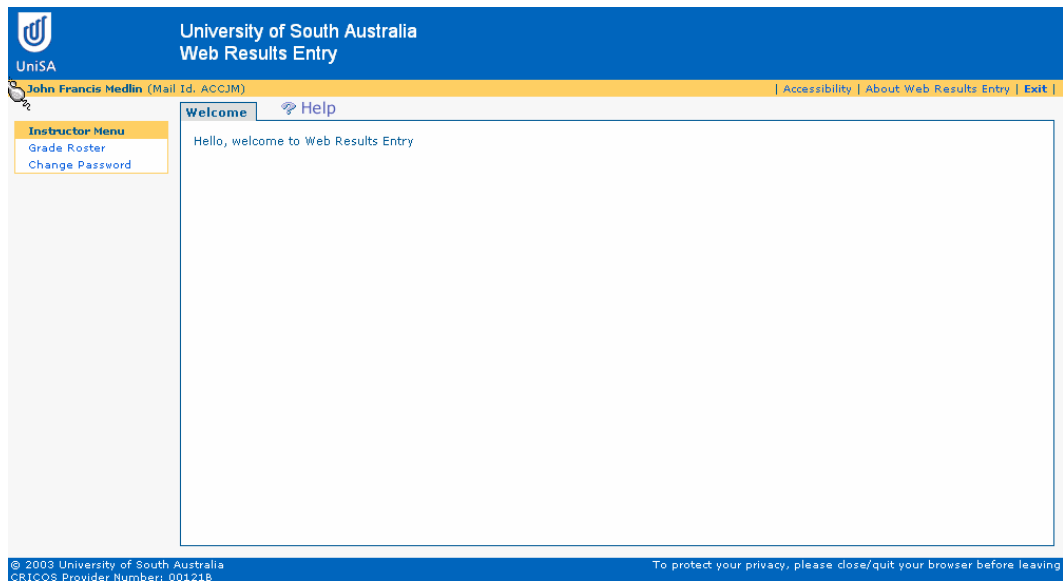 UniSA
University of South Australia
Web Results Entry
John Francis Medlin (Mail Id. ACCJM)
| Accessibility | About Web Results Entry | Exit |
Welcome
Help
Instructor Menu
Grade Roster
Change Password
Hello, welcome to Web Results Entry
© 2003 University of South Australia
CRICOS Provider Number: 00121B
To protect your privacy, please close/quit your browser before leaving